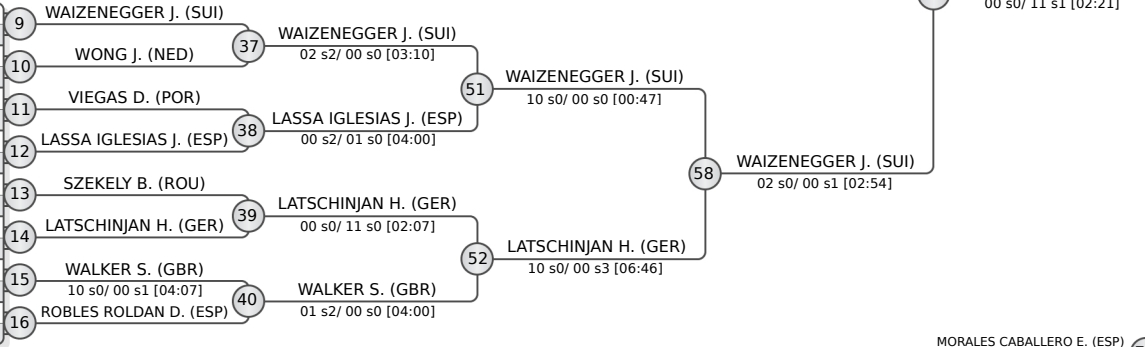 00 s0/ 11 s1 [02:21]
WAIZENEGGER J. (SUI)
9
WONG J. (NED)
10
37
WAIZENEGGER J. (SUI)
02 s2/ 00 s0 [03:10]
VIEGAS D. (POR)
11
LASSA IGLESIAS J. (ESP)
12
38
LASSA IGLESIAS J. (ESP)
00 s2/ 01 s0 [04:00]
51
WAIZENEGGER J. (SUI)
10 s0/ 00 s0 [00:47]
SZEKELY B. (ROU)
13
LATSCHINJAN H. (GER)
14
39
LATSCHINJAN H. (GER)
00 s0/ 11 s0 [02:07]
WALKER S. (GBR)
15
10 s0/ 00 s1 [04:07]
ROBLES ROLDAN D. (ESP)
16
40
WALKER S. (GBR)
01 s2/ 00 s0 [04:00]
52
LATSCHINJAN H. (GER)
10 s0/ 00 s3 [06:46]
58
WAIZENEGGER J. (SUI)
02 s0/ 00 s1 [02:54]
MORALES CABALLERO E. (ESP)